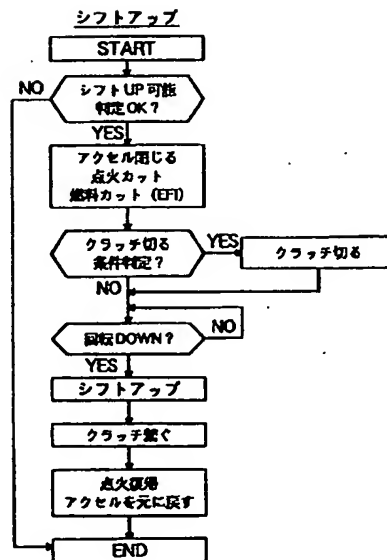 シフトアップ
START
NO
シフトUP可能
判定OK?
YES
アクセル閉じる
点火カット
燃料カット (EFI)
クラッチ切る
条件判定?
YES
クラッチ切る
NO
回転DOWN?
NO
YES
シフトアップ
クラッチ繋ぐ
点火復帰
アクセルを元に戻す
END